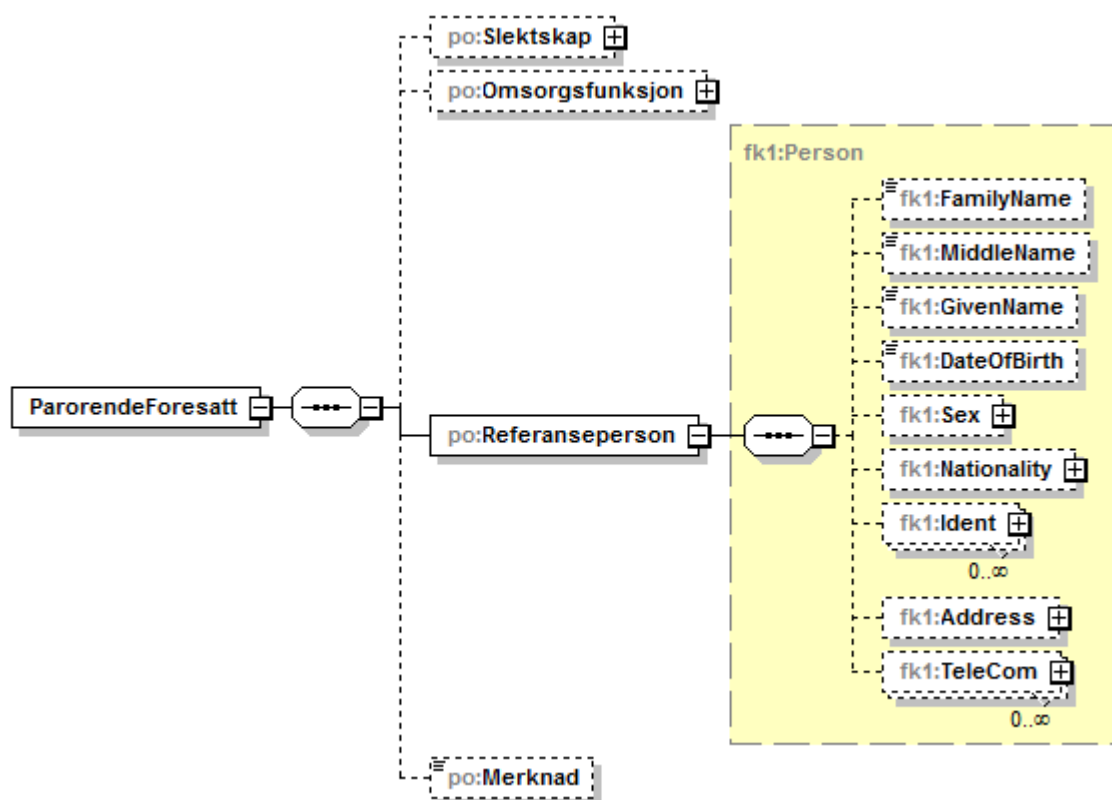 po:Slektskap
po:Omsorgsfunksjon
fk1:Person
fk1:FamilyName
fk1:MiddleName
fk1:GivenName
fk1:DateOfBirth
ParorendeForesatt
po:Referanseperson
fk1:Sex
fk1:Nationality
fk1:Ident
0..∞
fk1:Address
fk1:TeleCom
0..∞
po:Merknad